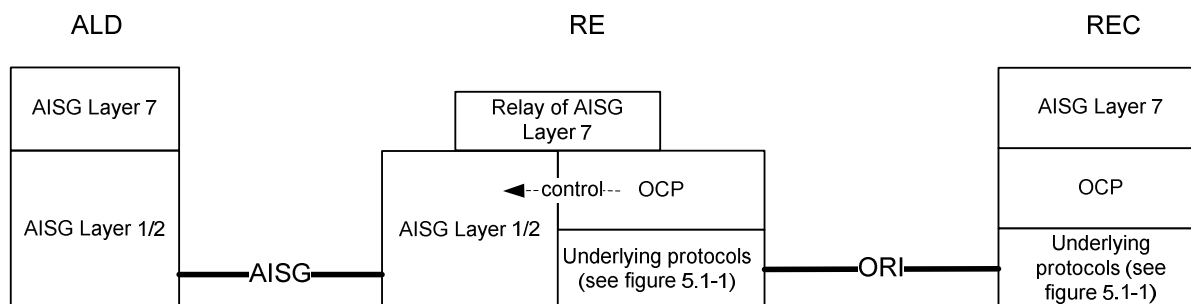 ALD
RE
REC
AISG Layer 7
Relay of AISG
Layer 7
AISG Layer 7
AISG Layer 1/2
control
OCP
OCP
AISG Layer 1/2
Underlying protocols
(see figure 5.1-1)
Underlying
protocols (see
figure 5.1-1)
AISG
ORI